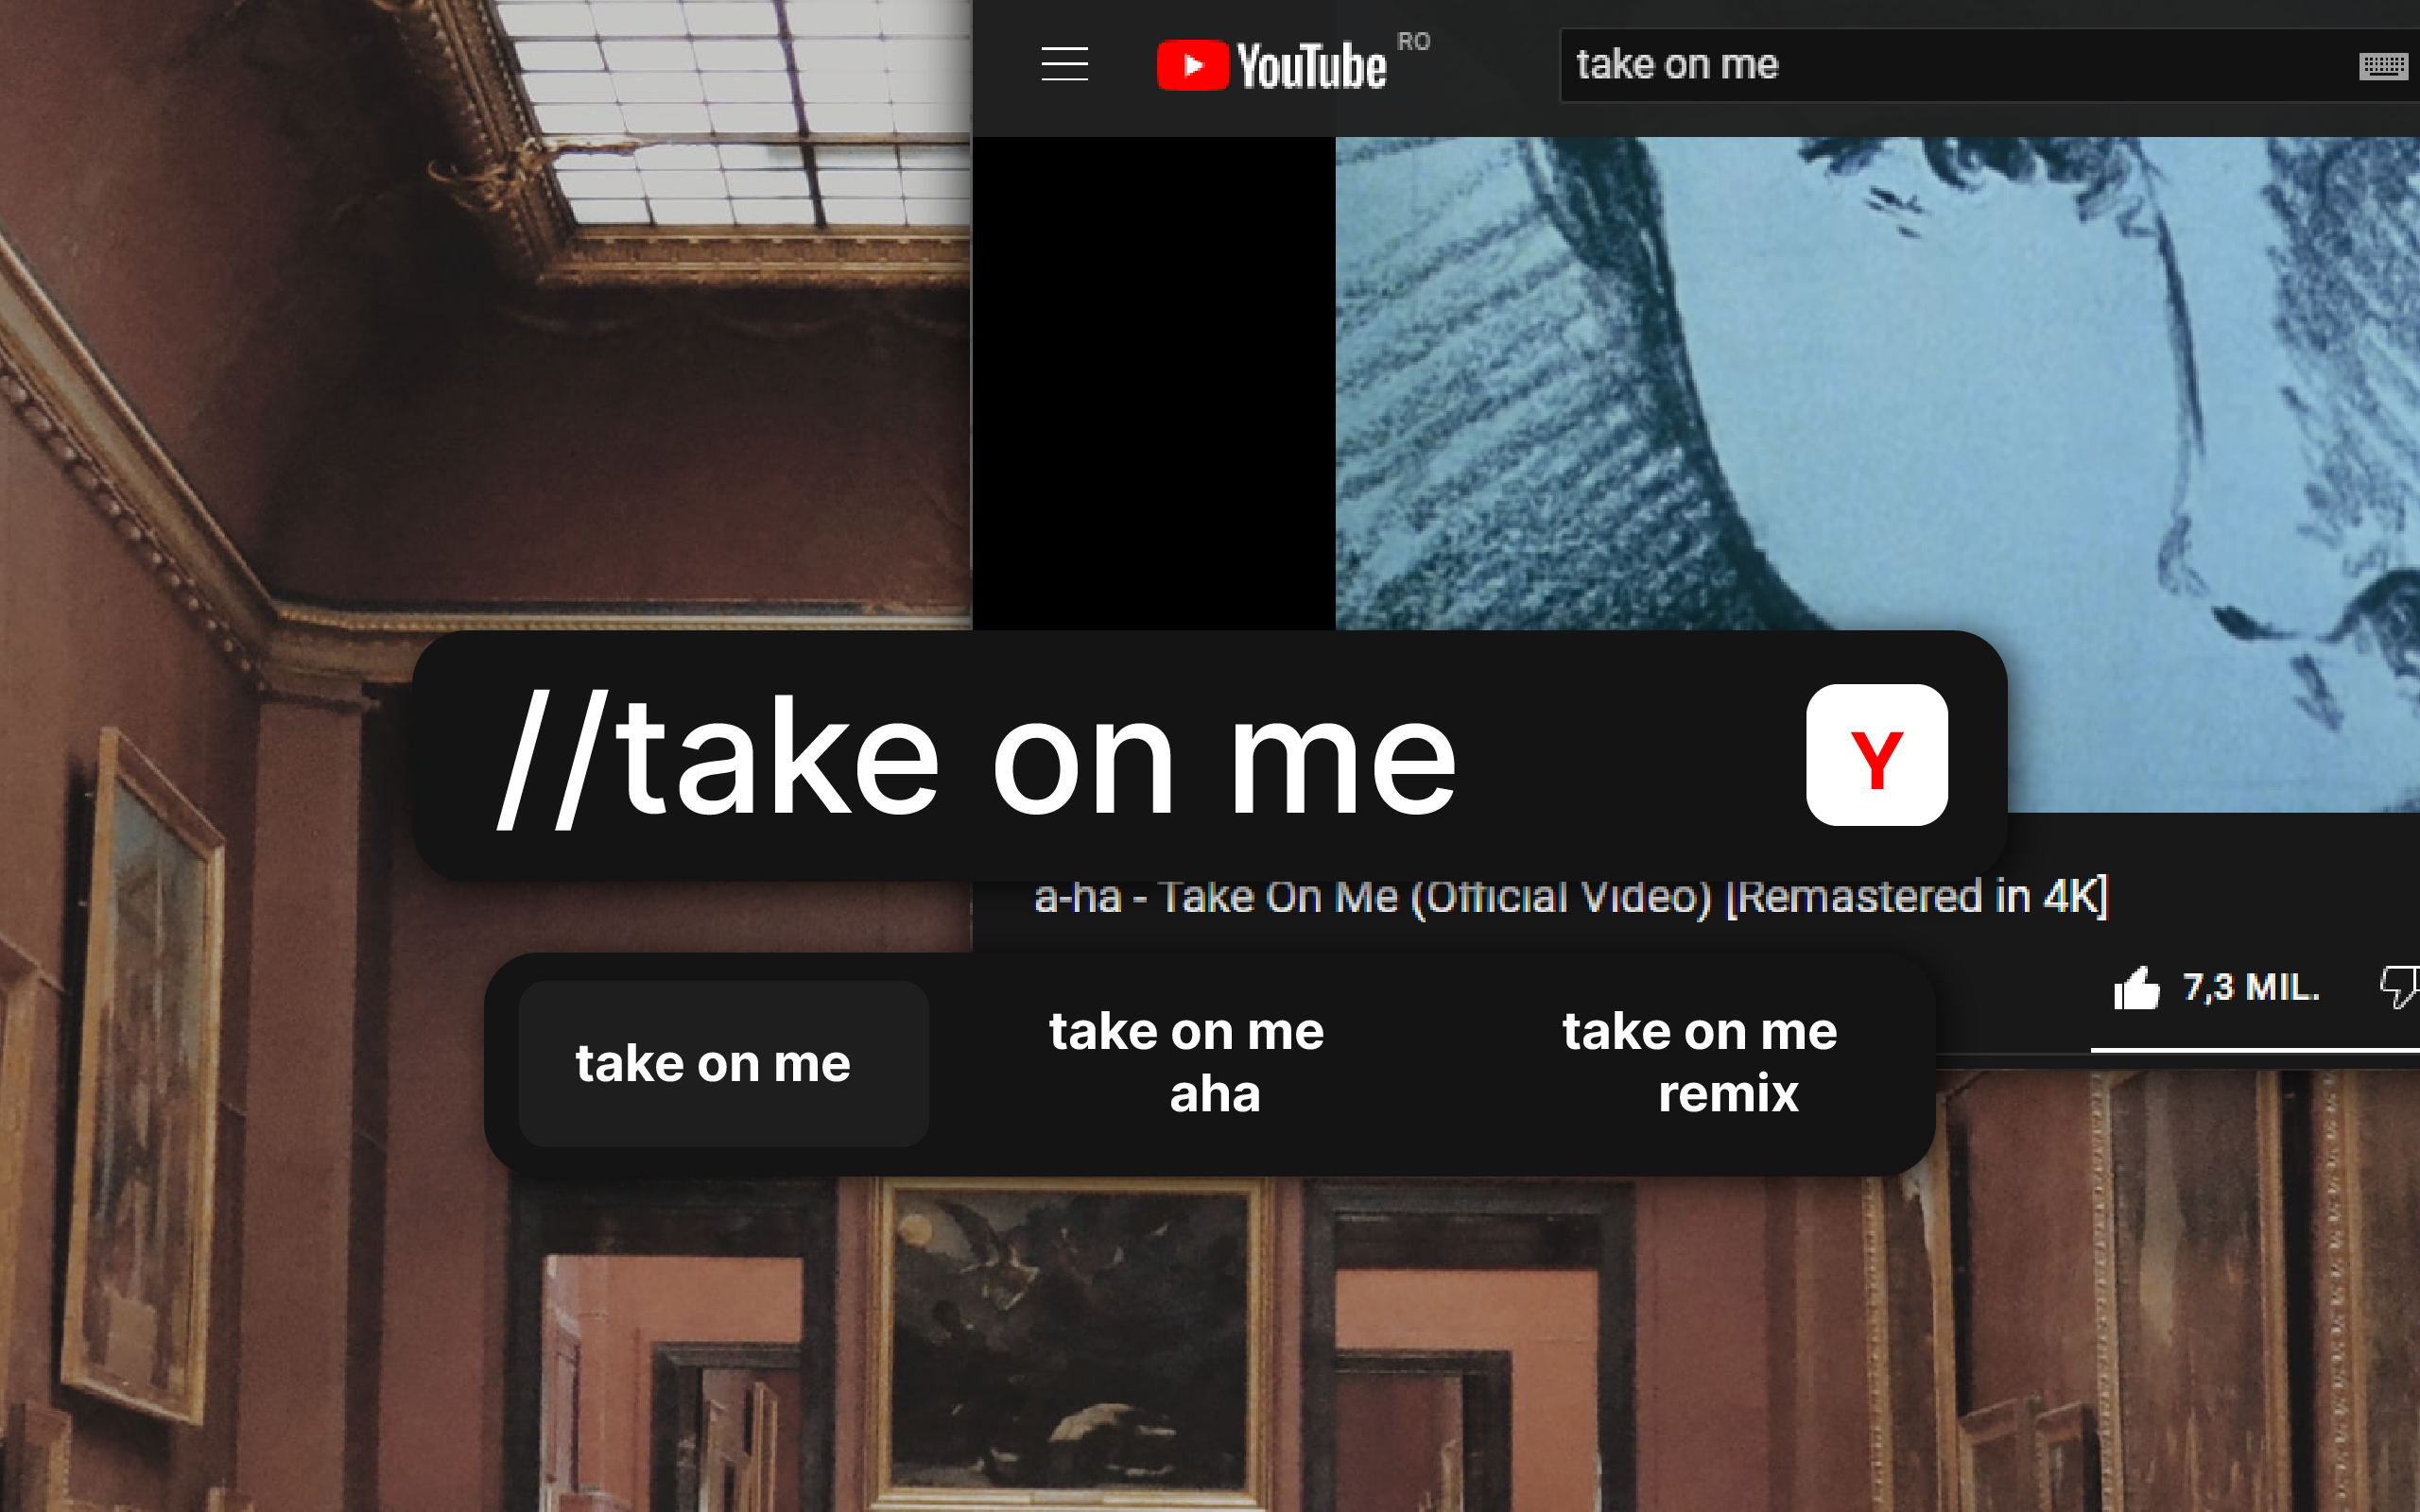 YouTube RO
take on me
//take on me
Y
a-ha - Take On Me (Official Video) [Remastered in 4K]
7,3 MIL.
take on me
take on me
aha
take on me
remix